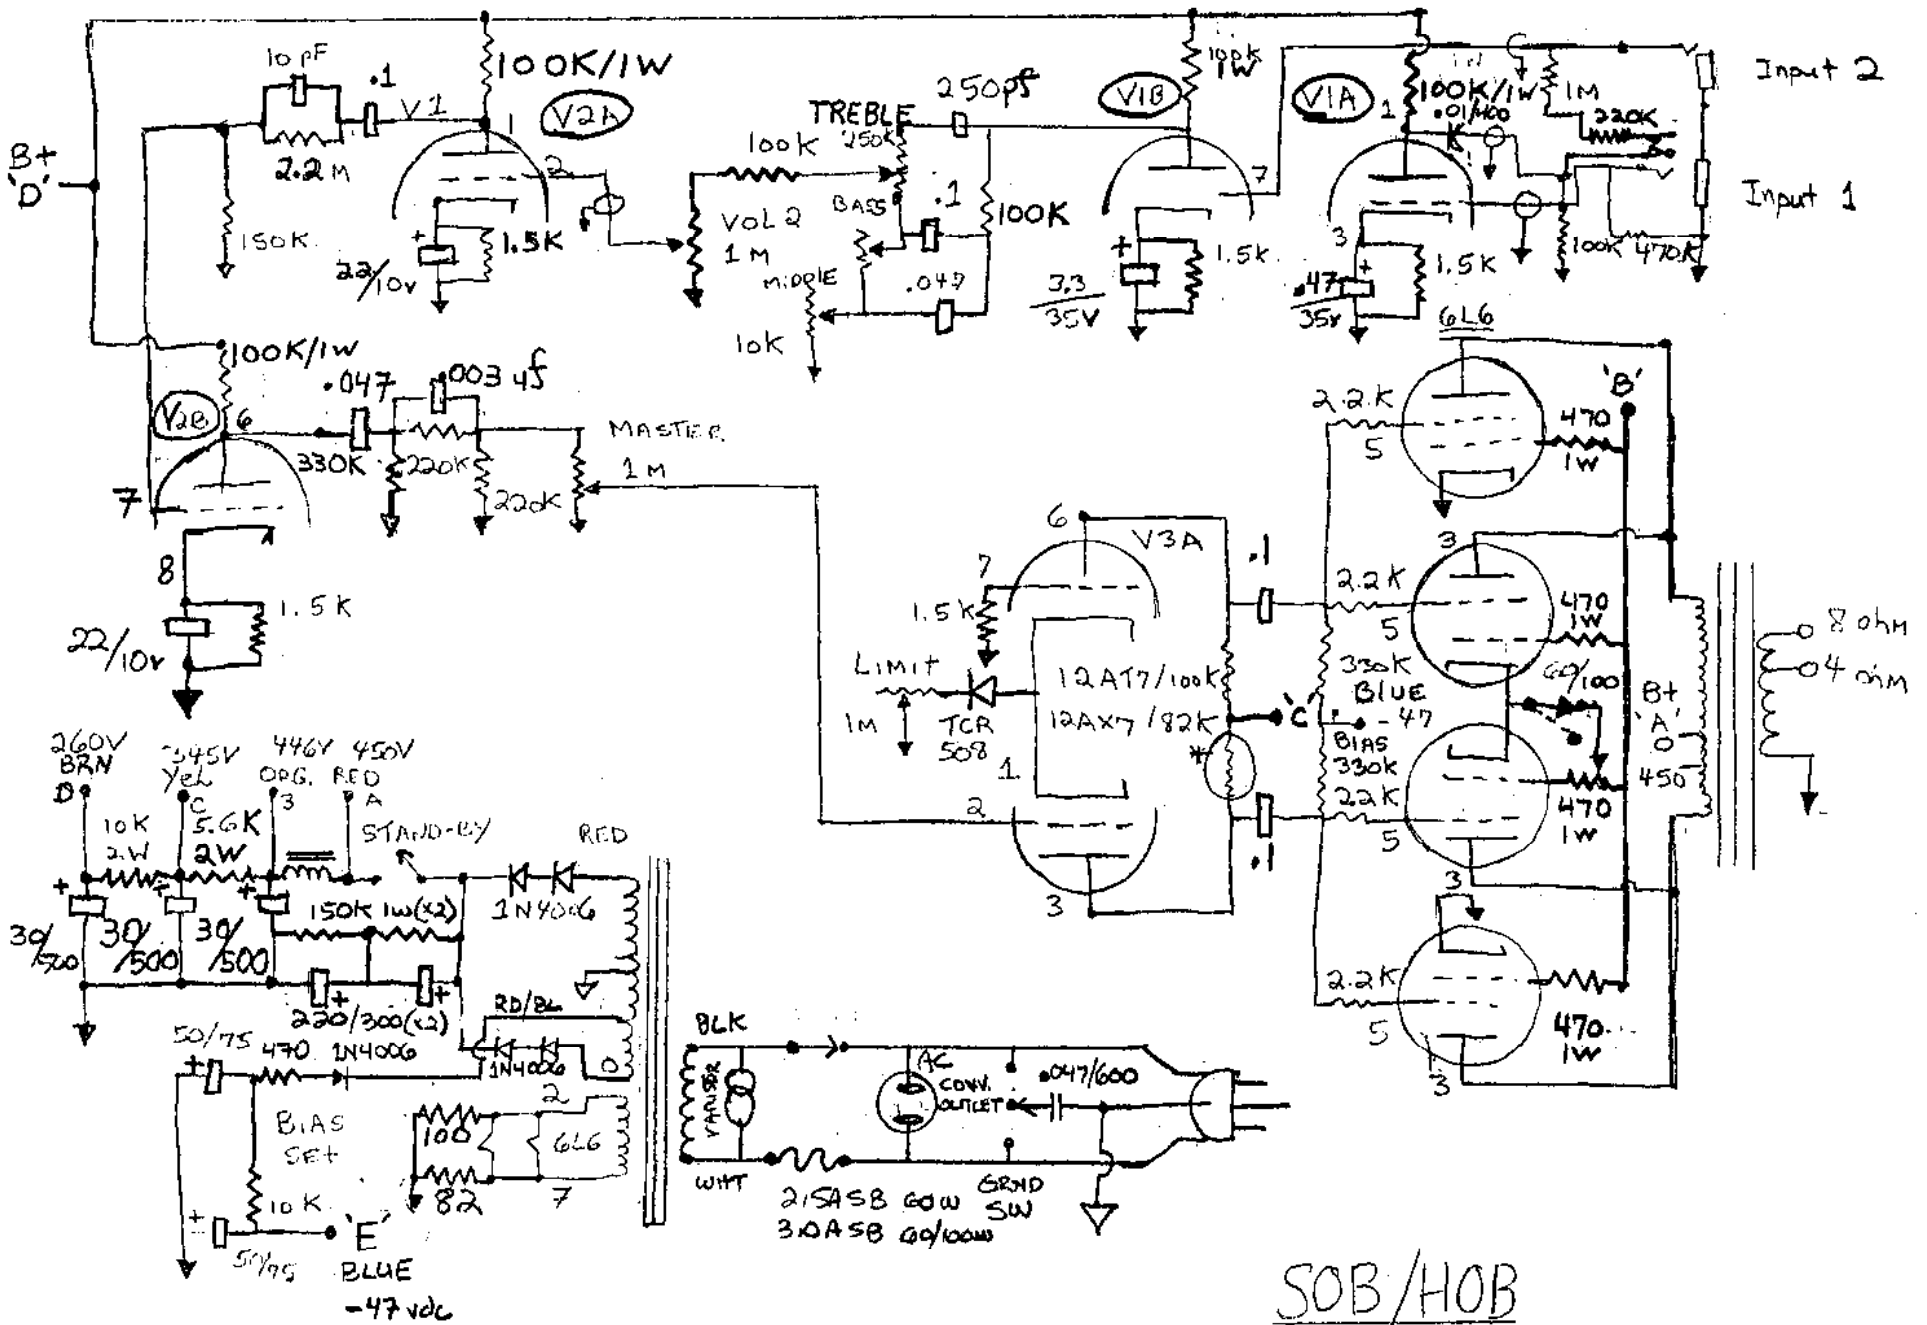 10pF
.1
V1
100K/1W
1
V2A
2
2.2M
B+
'D'
150K
1.5K
22/10v
TREBLE
250K
250pf
100K
VOL 2
1M
BASS
.1
100K
MIDDLE
.047
10K
V1B
100K
1W
7
1.5K
3.3
35V
V1A
100K/1W
.01/400
1
3
1.5K
.47
35v
1M
220K
100K
470K
Input 2
Input 1
100K/1W
V2B
6
7
8
.047
.003 uf
330K
220K
220K
MASTER
1M
1.5K
22/10v
6
V3A
7
1.5K
LIMIT
1M
TCR
508
12AT7/100K
12AX7/82K
*
1
2
3
.1
.1
'C'
330K
BLUE
-47
BIAS
330K
6L6
'B'
2.2K
5
470
1W
3
2.2K
5
470
1W
60/100
2.2K
5
470
1W
3
2.2K
5
470
1W
3
B+
'A'
450
8 ohm
4 ohm
260V
BRN
D
345V
Yel
C
446V
ORG.
3
450V
RED
A
10K
2W
5.6K
2W
STAND-BY
RED
1N4006
30/500
30/500
30/500
150K 1W(x2)
220/300(x2)
RD/BL
50/75
470
1N4006
1N4006
BIAS
SET
10K
50/75
'E'
BLUE
-47 vdc
100
82
2
6L6
7
BLK
VARISTOR
WHT
AC
CONV.
OUTLET
.047/600
GRND
SW
2.5ASB 60W
3.0ASB 60/100W
SOB/HOB